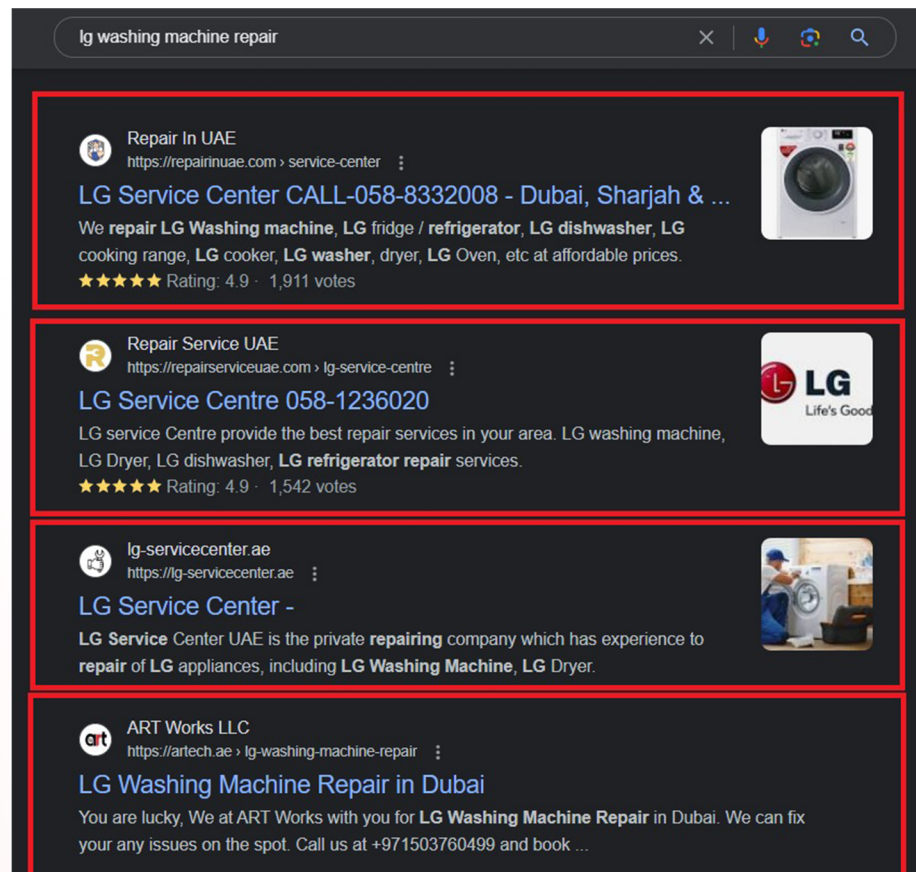 lg washing machine repair
Repair In UAE
https://repairinuae.com › service-center
LG Service Center CALL-058-8332008 - Dubai, Sharjah & ...
We repair LG Washing machine, LG fridge / refrigerator, LG dishwasher, LG
cooking range, LG cooker, LG washer, dryer, LG Oven, etc at affordable prices.
Rating: 4.9 · 1,911 votes
Repair Service UAE
https://repairserviceuae.com › lg-service-centre
LG Service Centre 058-1236020
LG service Centre provide the best repair services in your area. LG washing machine,
LG Dryer, LG dishwasher, LG refrigerator repair services.
Rating: 4.9 · 1,542 votes
LG
Life's Good
lg-servicecenter.ae
https://lg-servicecenter.ae
LG Service Center -
LG Service Center UAE is the private repairing company which has experience to
repair of LG appliances, including LG Washing Machine, LG Dryer.
art
ART Works LLC
https://artech.ae › lg-washing-machine-repair
LG Washing Machine Repair in Dubai
You are lucky, We at ART Works with you for LG Washing Machine Repair in Dubai. We can fix
your any issues on the spot. Call us at +971503760499 and book ...